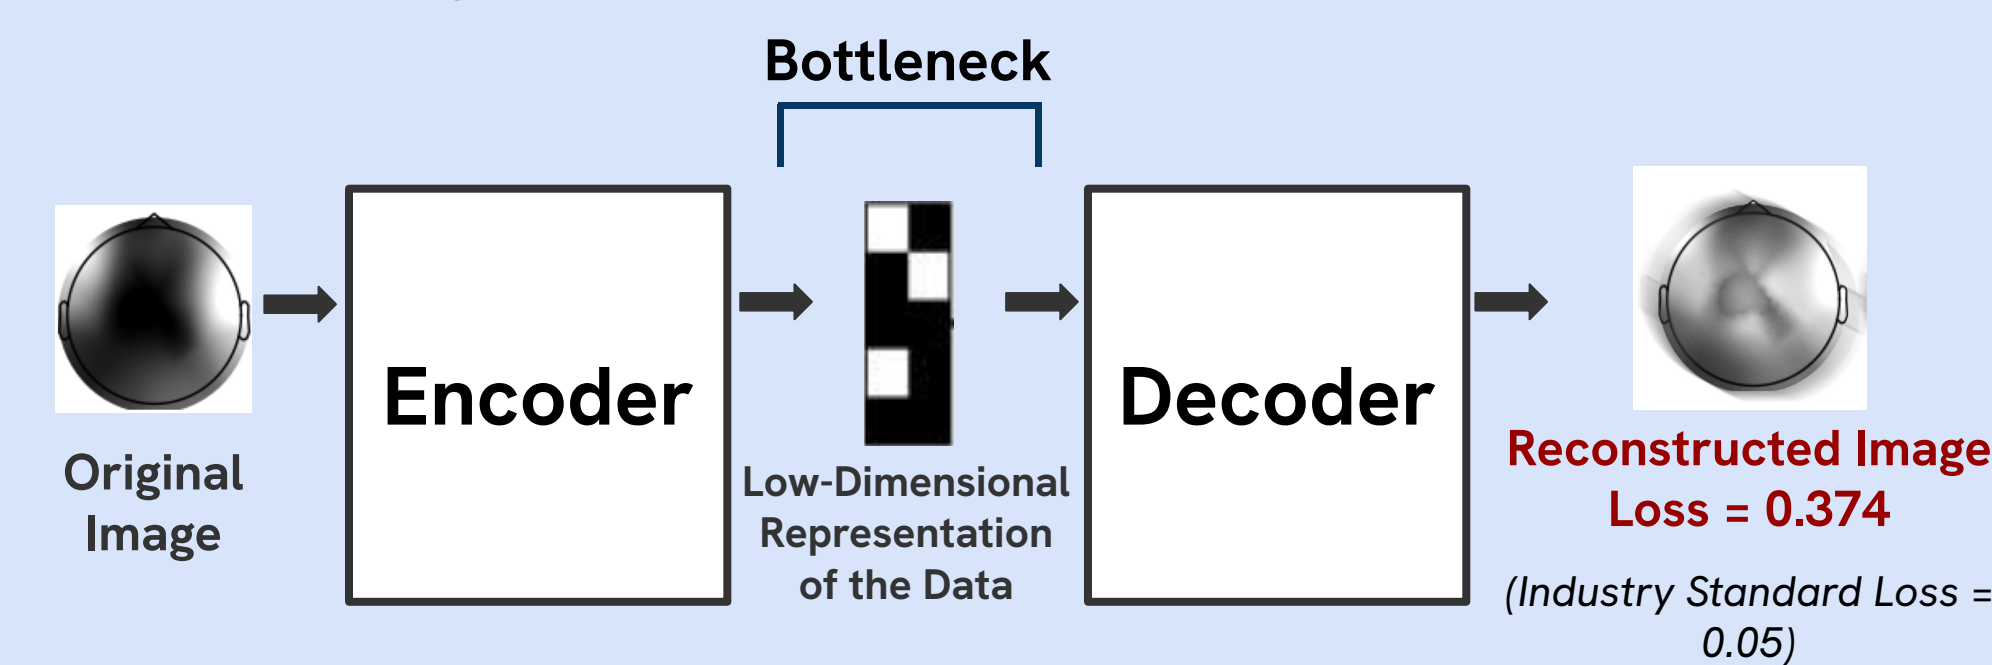 Bottleneck
Encoder
Decoder
Original
Image
Low-Dimensional
Representation
of the Data
Reconstructed Image
Loss = 0.374
(Industry Standard Loss =
0.05)